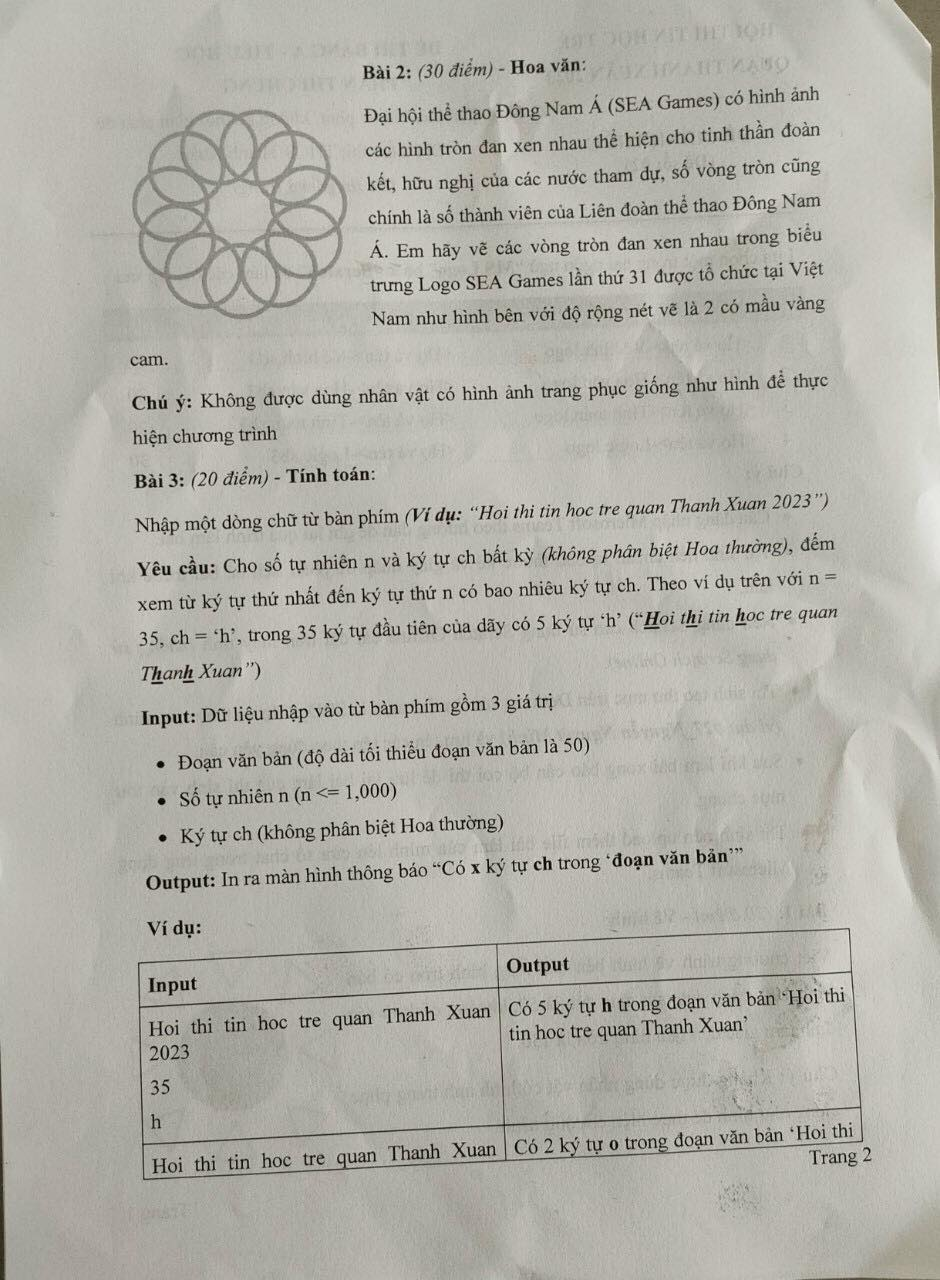 Bài 2: (30 điểm) - Hoa văn:
Đại hội thể thao Đông Nam Á (SEA Games) có hình ảnh
các hình tròn đan xen nhau thể hiện cho tinh thần đoàn
kết, hữu nghị của các nước tham dự, số vòng tròn cũng
chính là số thành viên của Liên đoàn thể thao Đông Nam
Á. Em hãy vẽ các vòng tròn đan xen nhau trong biểu
trưng Logo SEA Games lần thứ 31 được tổ chức tại Việt
Nam như hình bên với độ rộng nét vẽ là 2 có mầu vàng
cam.
Chú ý: Không được dùng nhân vật có hình ảnh trang phục giống như hình để thực
hiện chương trình
Bài 3: (20 điểm) - Tính toán:
Nhập một dòng chữ từ bàn phím (Ví dụ: “Hoi thi tin hoc tre quan Thanh Xuan 2023”)
Yêu cầu: Cho số tự nhiên n và ký tự ch bất kỳ (không phân biệt Hoa thường), đếm
xem từ ký tự thứ nhất đến ký tự thứ n có bao nhiêu ký tự ch. Theo ví dụ trên với n =
35, ch = ‘h’, trong 35 ký tự đầu tiên của dãy có 5 ký tự ‘h’ (“Hoi thi tin hoc tre quan
Thanh Xuan”)
Input: Dữ liệu nhập vào từ bàn phím gồm 3 giá trị
• Đoạn văn bản (độ dài tối thiểu đoạn văn bản là 50)
• Số tự nhiên n (n <= 1,000)
• Ký tự ch (không phân biệt Hoa thường)
Output: In ra màn hình thông báo “Có x ký tự ch trong ‘đoạn văn bản’”
Ví dụ:
Input
Output
Hoi thi tin hoc tre quan Thanh Xuan
2023
35
h
Có 5 ký tự h trong đoạn văn bản ‘Hoi thi
tin hoc tre quan Thanh Xuan’
Hoi thi tin hoc tre quan Thanh Xuan
Có 2 ký tự o trong đoạn văn bản ‘Hoi thi
Trang 2